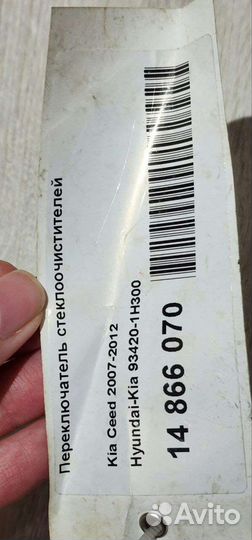 Переключатель стеклоочистителей
Kia Ceed 2007-2012
Hyundai-Kia 93420-1H300
14 866 070
Avito